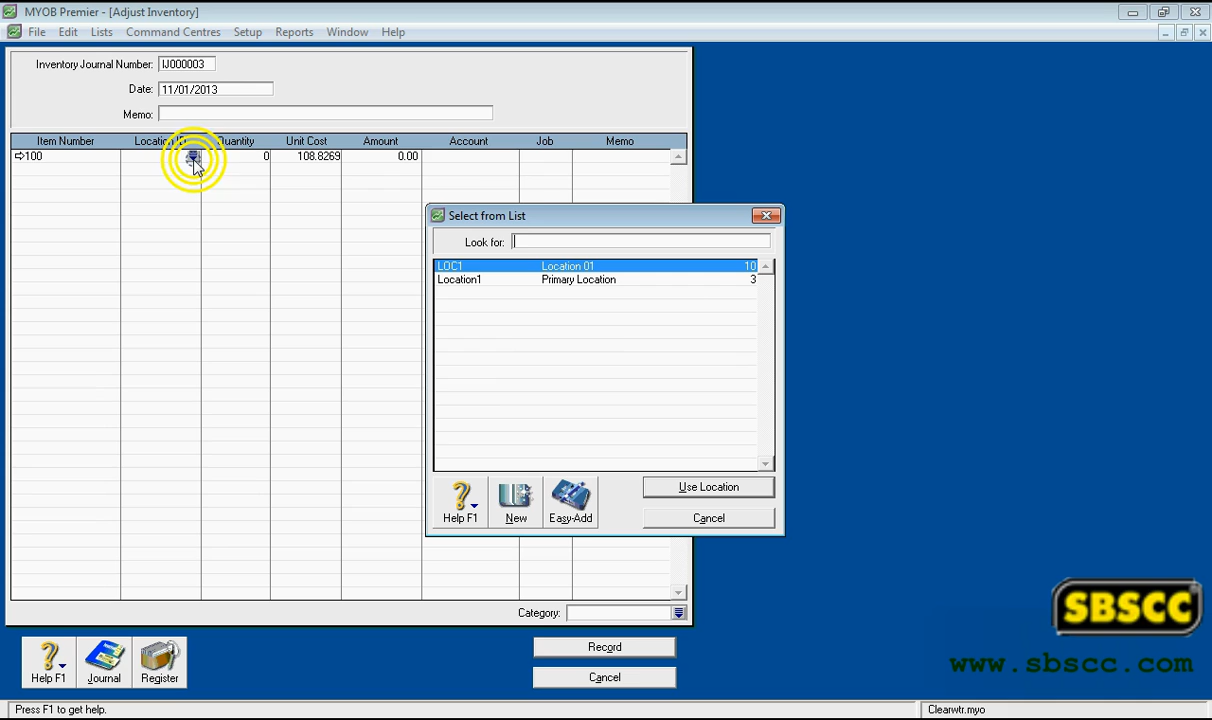 MYOB Premier - [Adjust Inventory]
File Edit Lists Command Centres Setup Reports Window Help
Inventory Journal Number: IJ000003
Date: 11/01/2013
Memo:
Item Number Location ID Quantity Unit Cost Amount Account Job Memo
100 0 108.8269 0.00
Select from List
Look for:
LOC1 Location 01 10
Location1 Primary Location 3
Use Location
Help F1 New Easy-Add Cancel
SBSCC
Category:
Record
www.sbscc.com
Help F1 Journal Register Cancel
Press F1 to get help. Clearwtr.myo